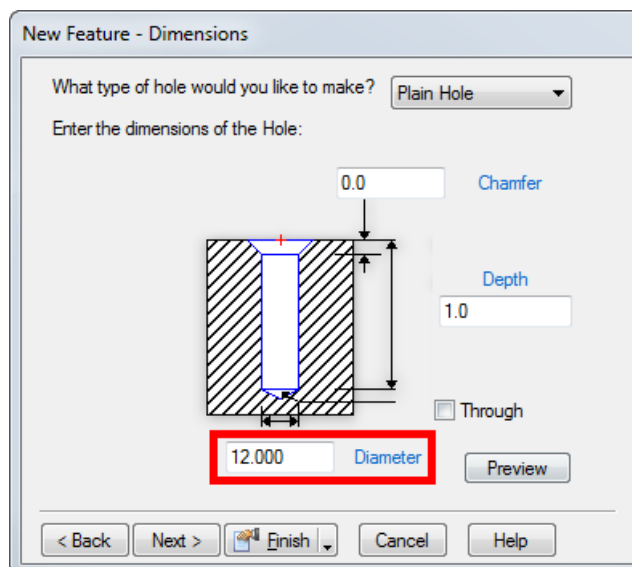 New Feature - Dimensions
What type of hole would you like to make? Plain Hole
Enter the dimensions of the Hole:
0.0 Chamfer
Depth
1.0
Through
12.000 Diameter
Preview
< Back Next > Finish Cancel Help